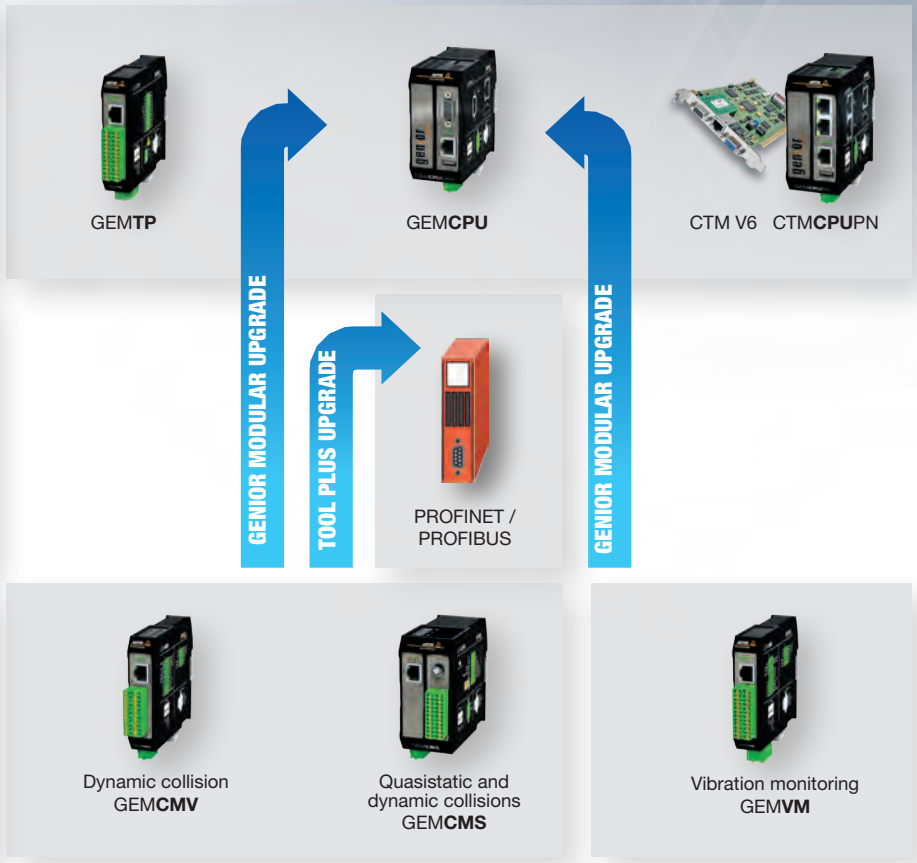 GEMTP
GEMCPU
CTM V6
CTMCPUPN
GENIOR MODULAR UPGRADE
TOOL PLUS UPGRADE
GENIOR MODULAR UPGRADE
PROFINET /
PROFIBUS
Dynamic collision
GEMCMV
Quasistatic and
dynamic collisions
GEMCMS
Vibration monitoring
GEMVM